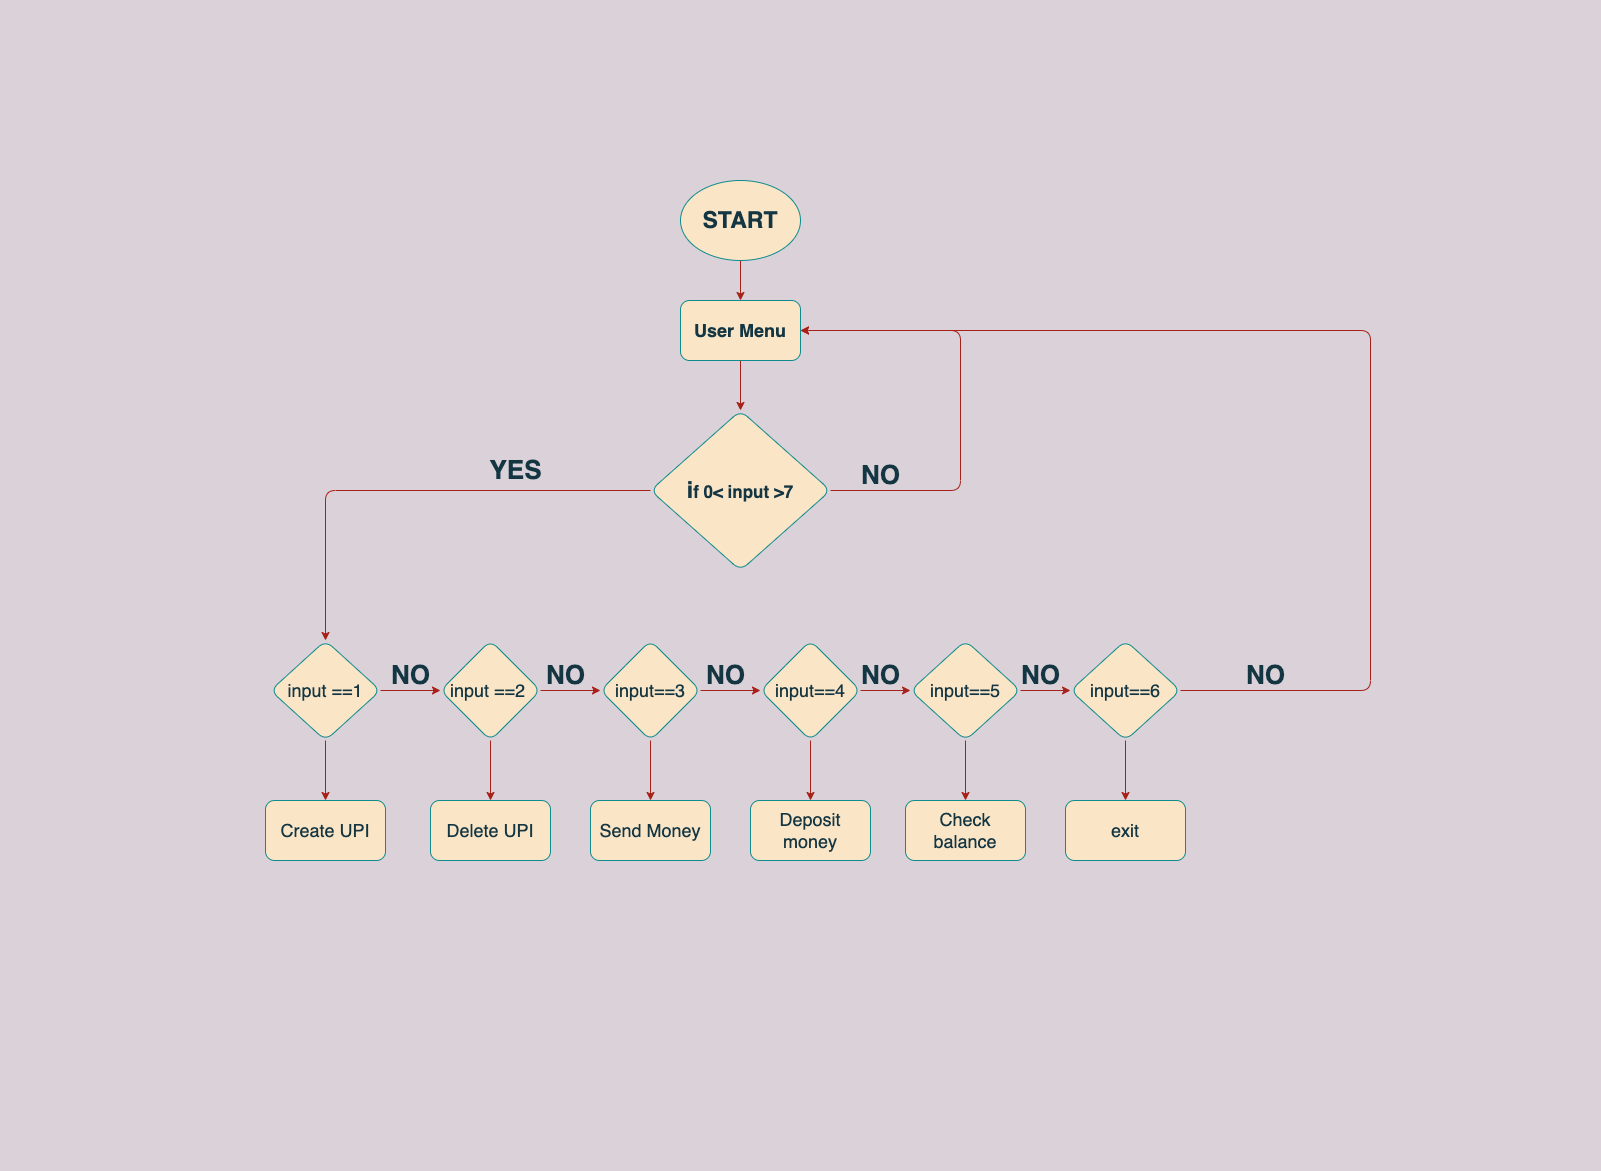 START
User Menu
if 0< input >7
YES
NO
input ==1
NO
input ==2
NO
input==3
NO
input==4
NO
input==5
NO
input==6
NO
Create UPI
Delete UPI
Send Money
Deposit
money
Check
balance
exit